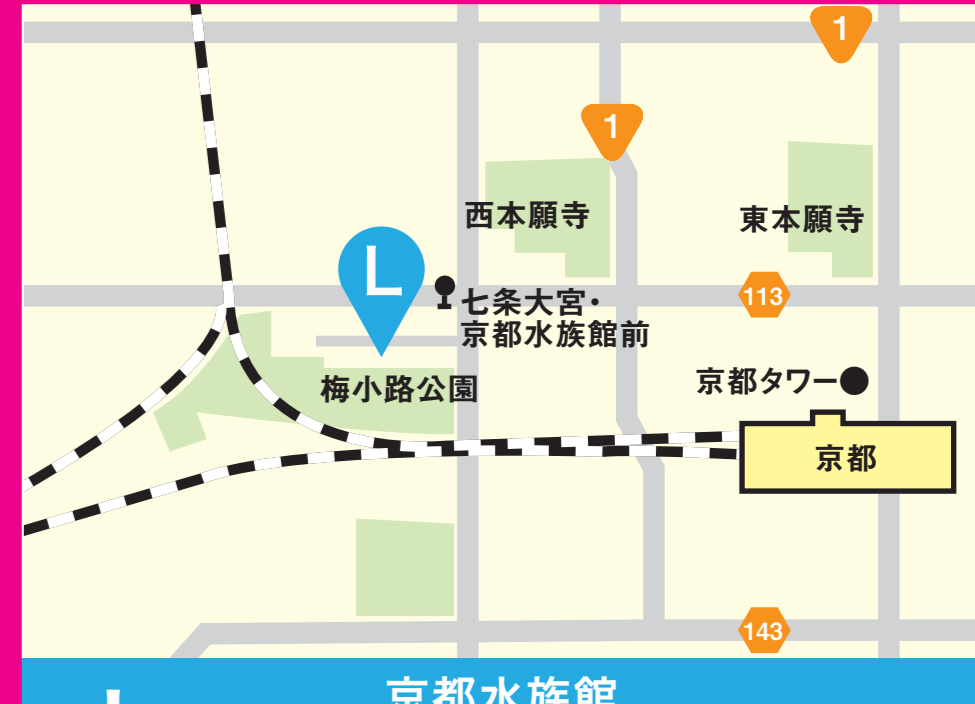 1
1
西本願寺
東本願寺
L
113
七条大宮・
京都水族館前
京都タワー
梅小路公園
京都
143
京都水族館